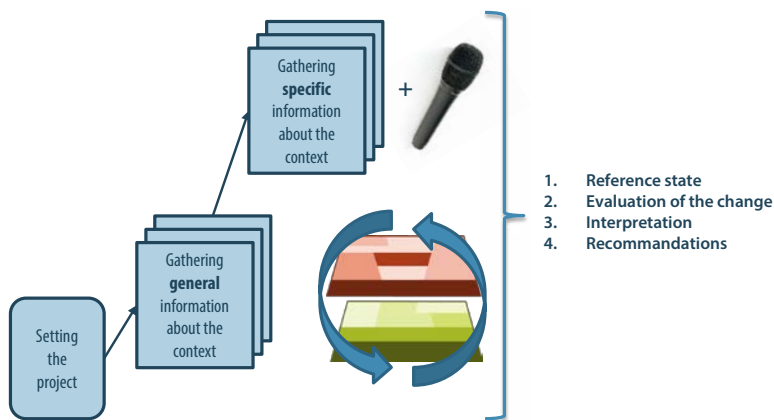 Gathering
specific
information
about the
context
+
Gathering
general
information
about the
context
Setting
the
project
1. Reference state
2. Evaluation of the change
3. Interpretation
4. Recommandations